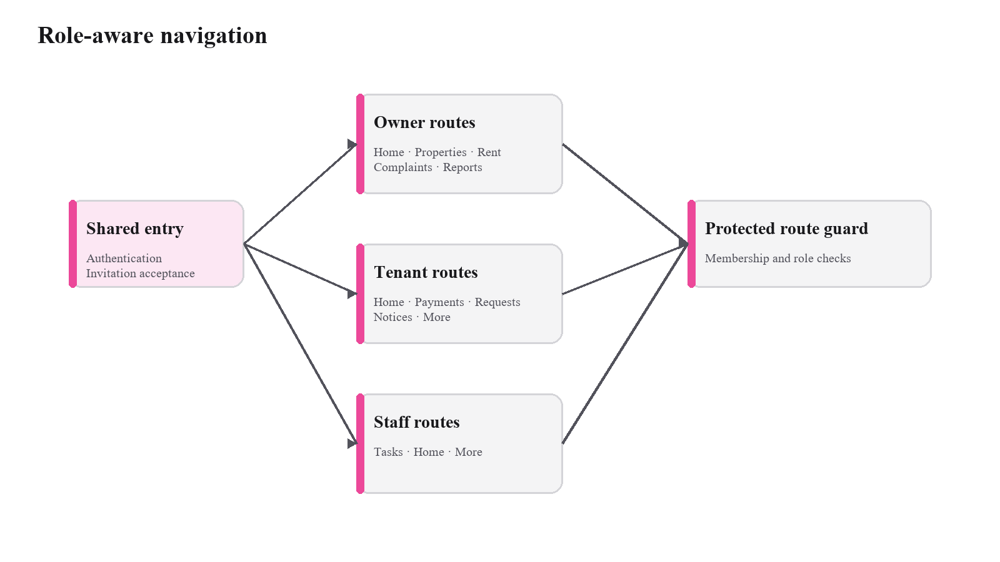 Role-aware navigation
Shared entry
Authentication
Invitation acceptance
Owner routes
Home · Properties · Rent
Complaints · Reports
Tenant routes
Home · Payments · Requests
Notices · More
Staff routes
Tasks · Home · More
Protected route guard
Membership and role checks